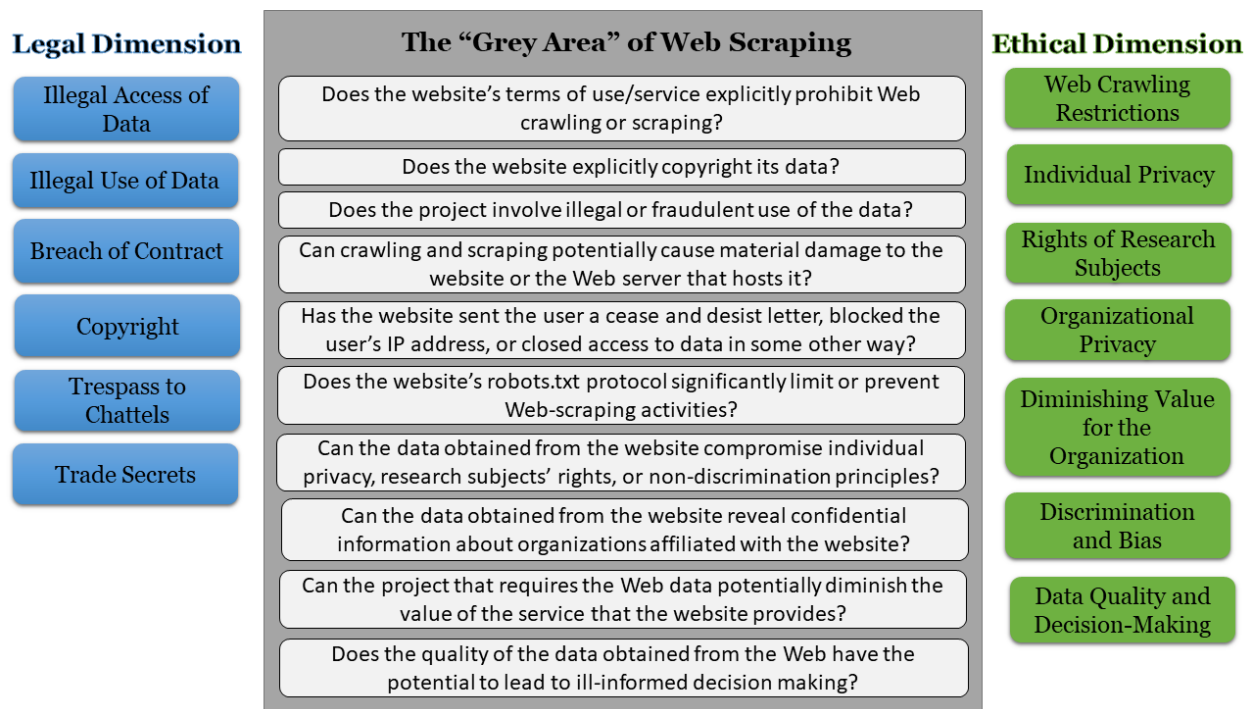 Legal Dimension
Illegal Access of
Data
Illegal Use of Data
Breach of Contract
Copyright
Trespass to
Chattels
Trade Secrets
The “Grey Area” of Web Scraping
Does the website’s terms of use/service explicitly prohibit Web
crawling or scraping?
Does the website explicitly copyright its data?
Does the project involve illegal or fraudulent use of the data?
Can crawling and scraping potentially cause material damage to the
website or the Web server that hosts it?
Has the website sent the user a cease and desist letter, blocked the
user’s IP address, or closed access to data in some other way?
Does the website’s robots.txt protocol significantly limit or prevent
Web-scraping activities?
Can the data obtained from the website compromise individual
privacy, research subjects’ rights, or non-discrimination principles?
Can the data obtained from the website reveal confidential
information about organizations affiliated with the website?
Can the project that requires the Web data potentially diminish the
value of the service that the website provides?
Does the quality of the data obtained from the Web have the
potential to lead to ill-informed decision making?
Ethical Dimension
Web Crawling
Restrictions
Individual Privacy
Rights of Research
Subjects
Organizational
Privacy
Diminishing Value
for the
Organization
Discrimination
and Bias
Data Quality and
Decision-Making